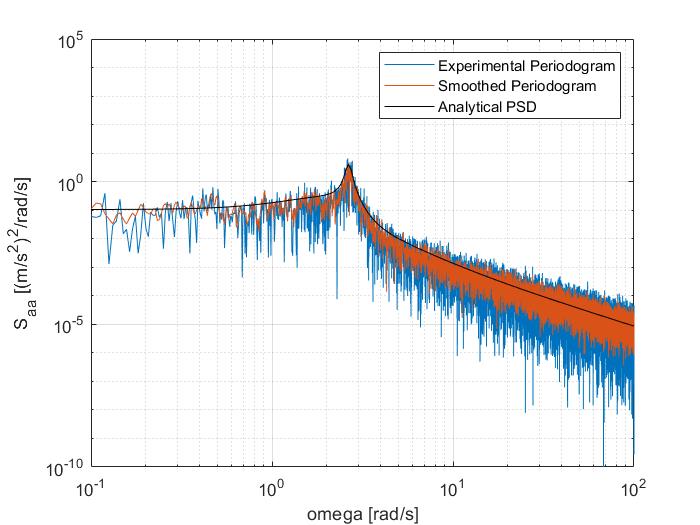 10^5
10^0
10^-5
10^-10
S_aa [(m/s^2)^2/rad/s]
Experimental Periodogram
Smoothed Periodogram
Analytical PSD
10^-1 10^0 10^1 10^2
omega [rad/s]